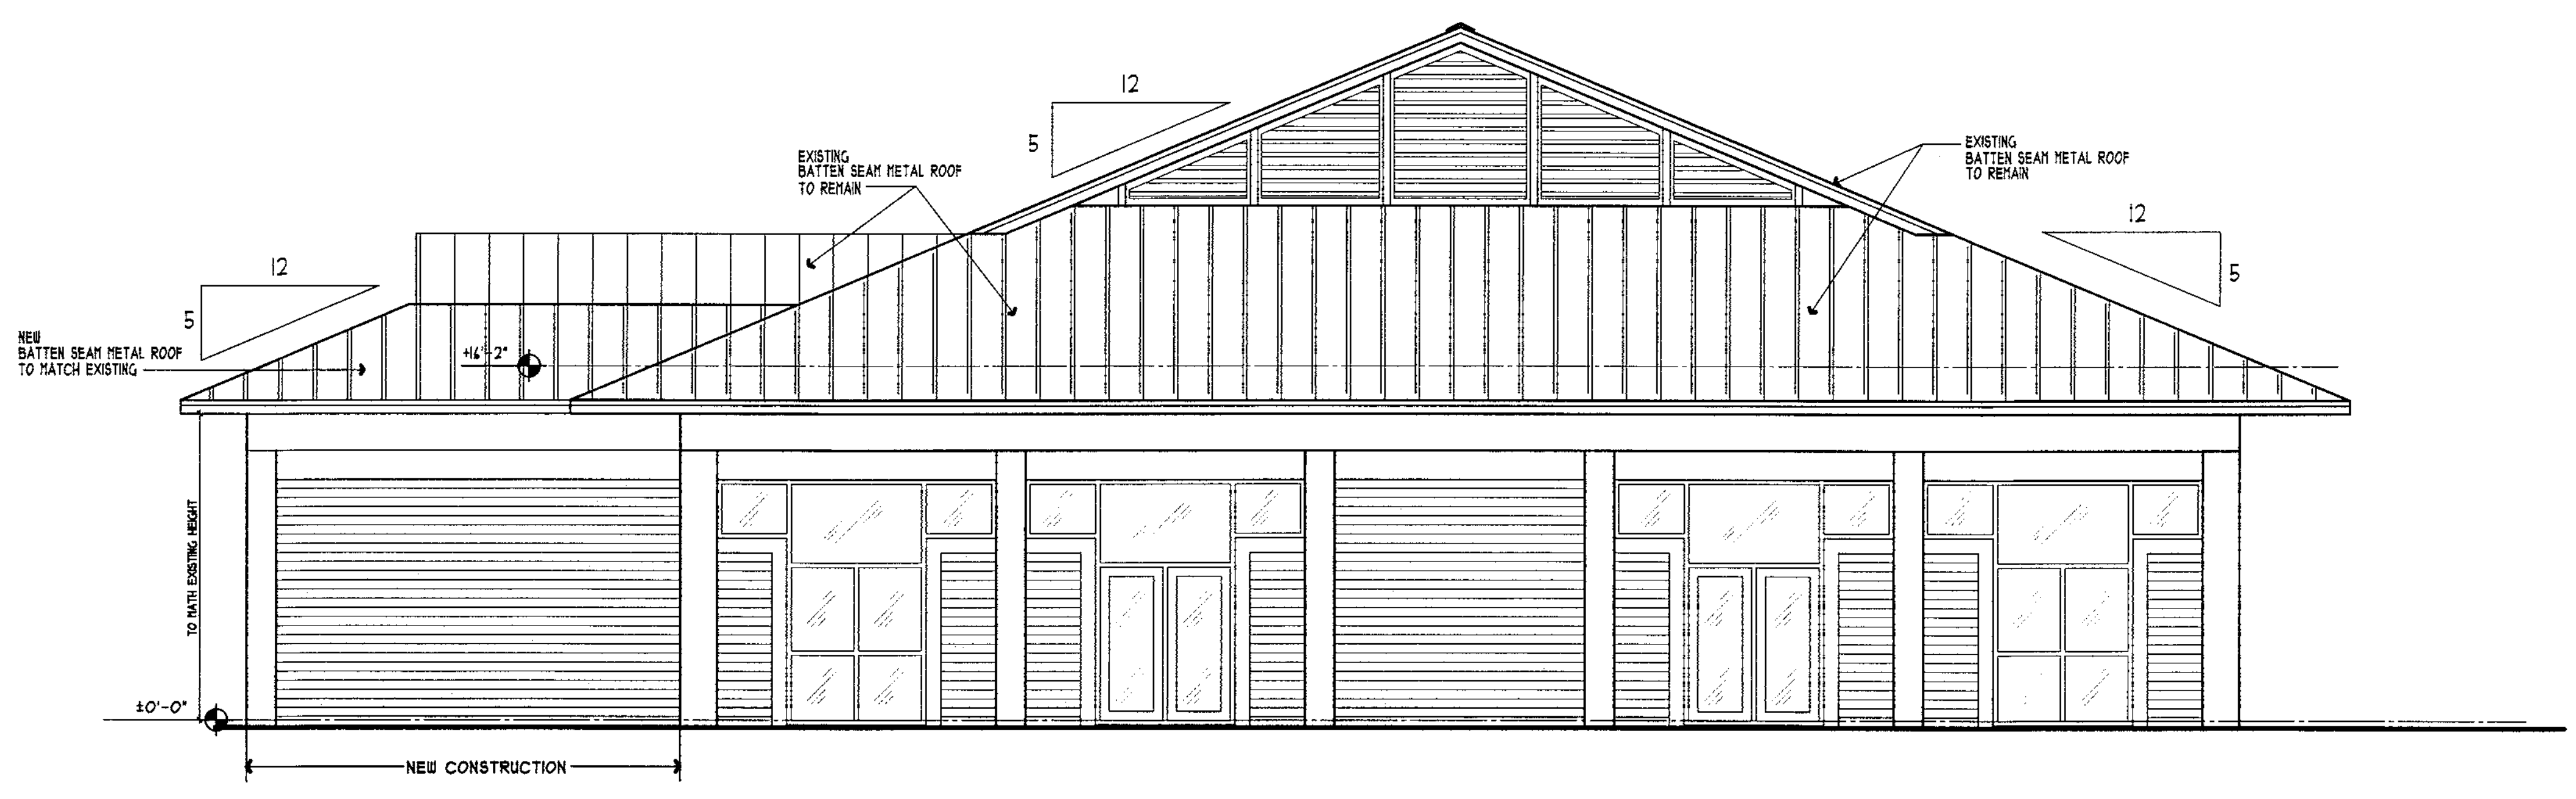 12
5
EXISTING
BATTEN SEAM METAL ROOF
TO REMAIN
EXISTING
BATTEN SEAM METAL ROOF
TO REMAIN
12
5
12
5
NEW
BATTEN SEAM METAL ROOF
TO MATCH EXISTING
+16'-2"
TO MATH EXISTING HEIGHT
±0'-0"
NEW CONSTRUCTION